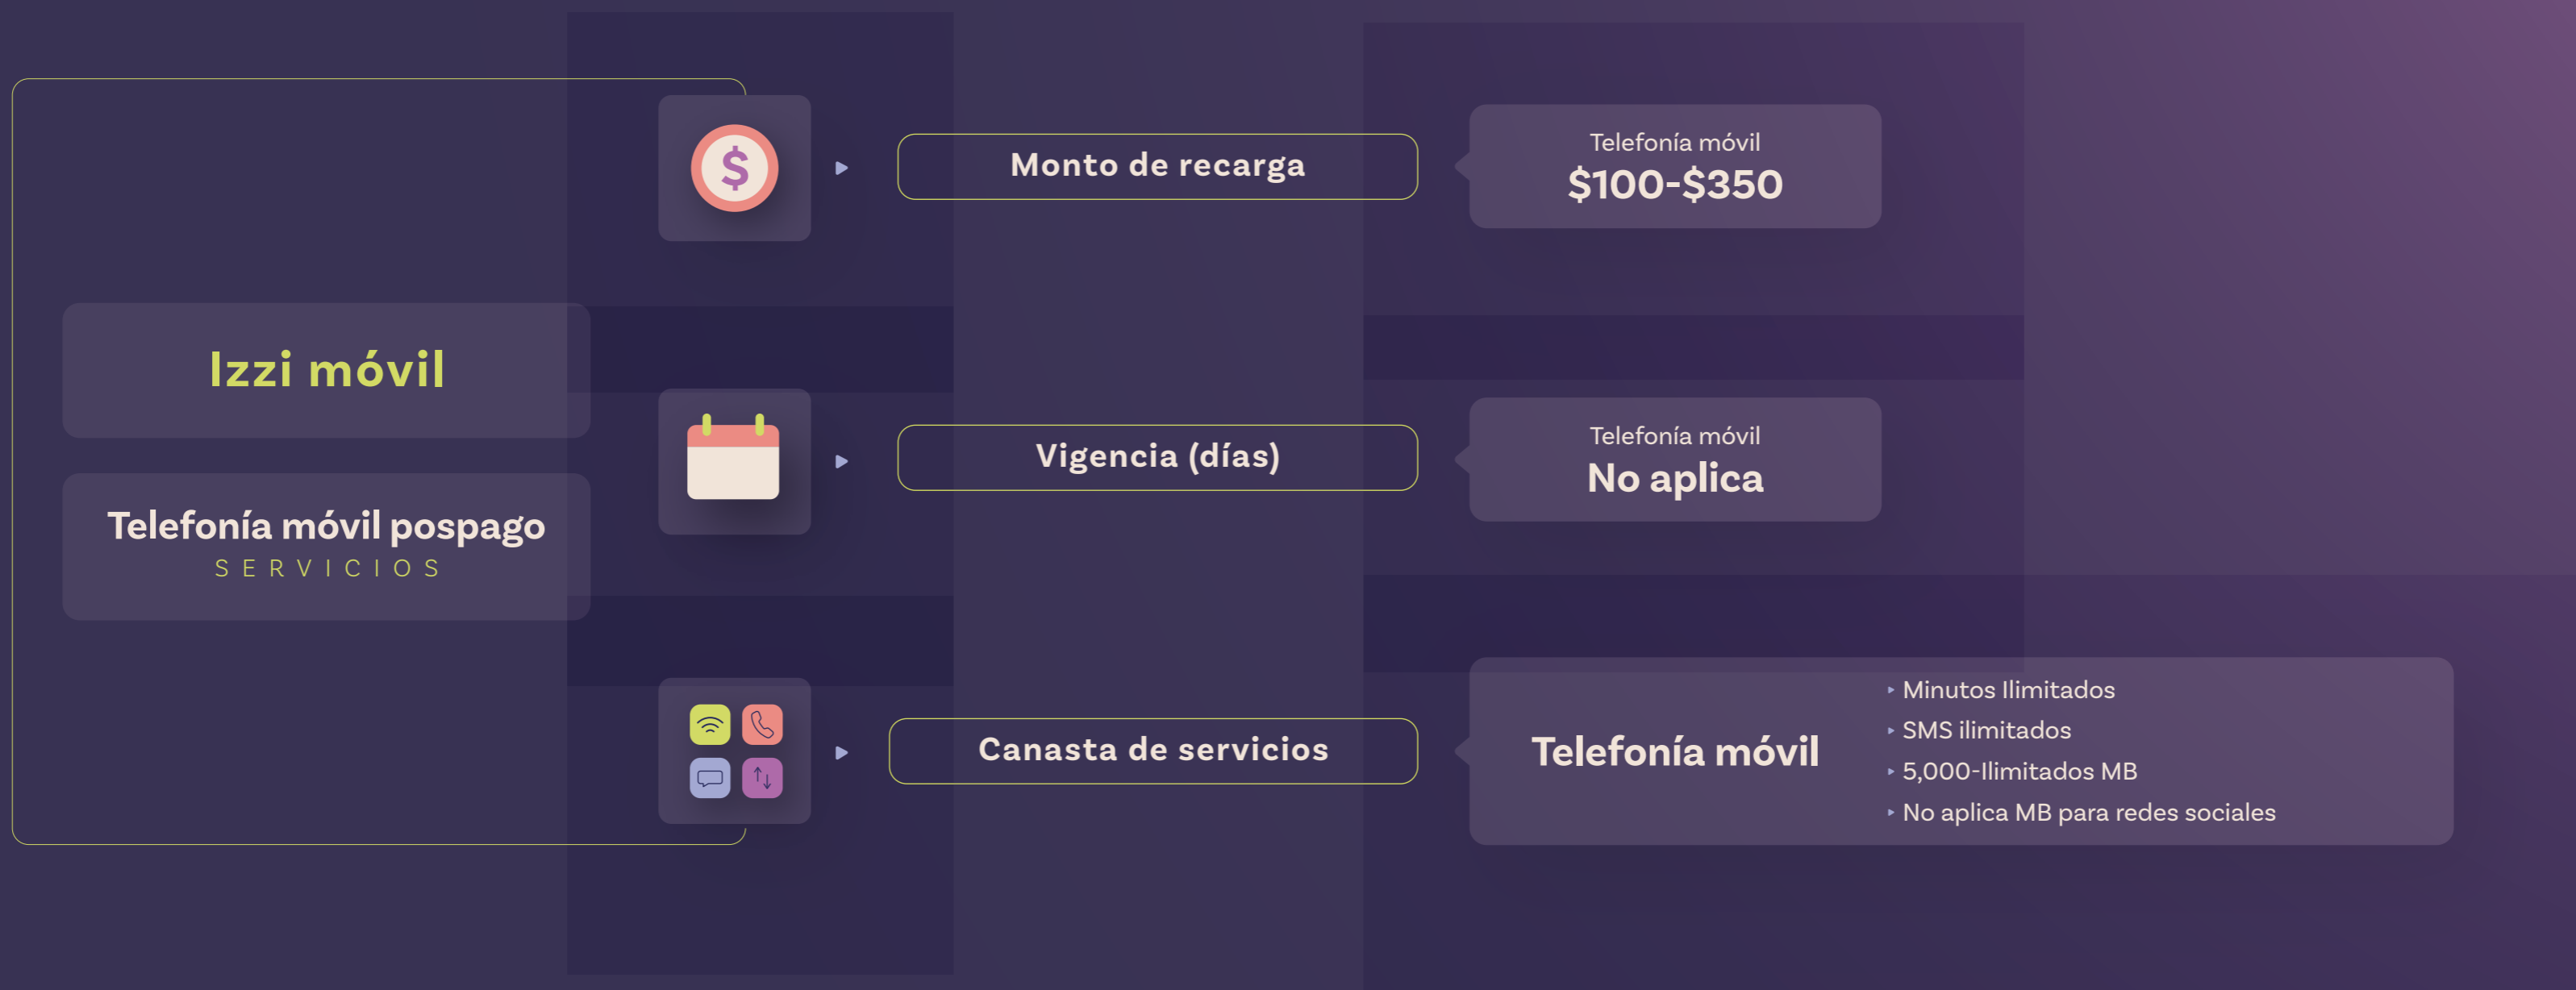 Izzi móvil
Telefonía móvil pospago
SERVICIOS
$
Monto de recarga
Telefonía móvil
$100-$350
Vigencia (días)
Telefonía móvil
No aplica
Canasta de servicios
Telefonía móvil
Minutos Ilimitados
SMS ilimitados
5,000-Ilimitados MB
No aplica MB para redes sociales